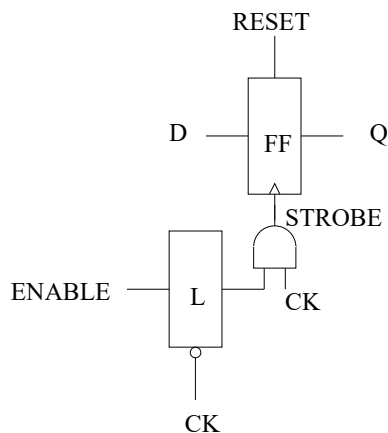 RESET
D
FF
Q
STROBE
ENABLE
L
CK
CK